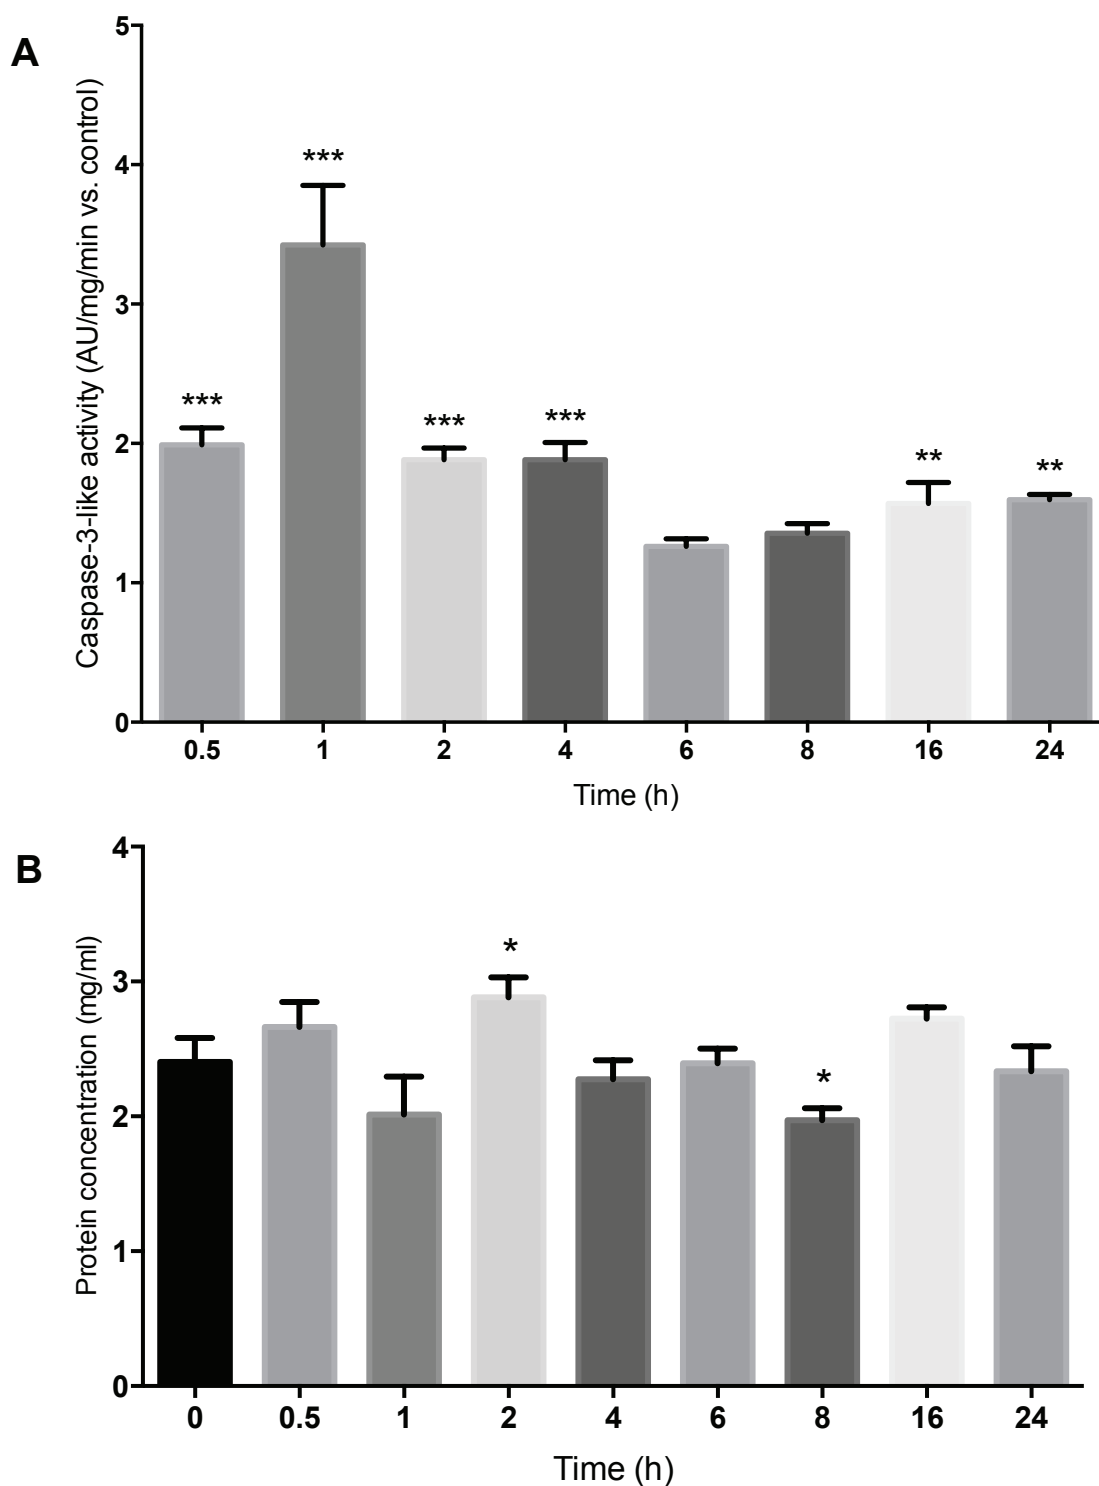 A
Caspase-3-like activity (AU/mg/min vs. control)
5
4
3
2
1
0
***
***
***
***
**
**
0.5 1 2 4 6 8 16 24
Time (h)
B
Protein concentration (mg/ml)
4
3
2
1
0
*
*
0 0.5 1 2 4 6 8 16 24
Time (h)